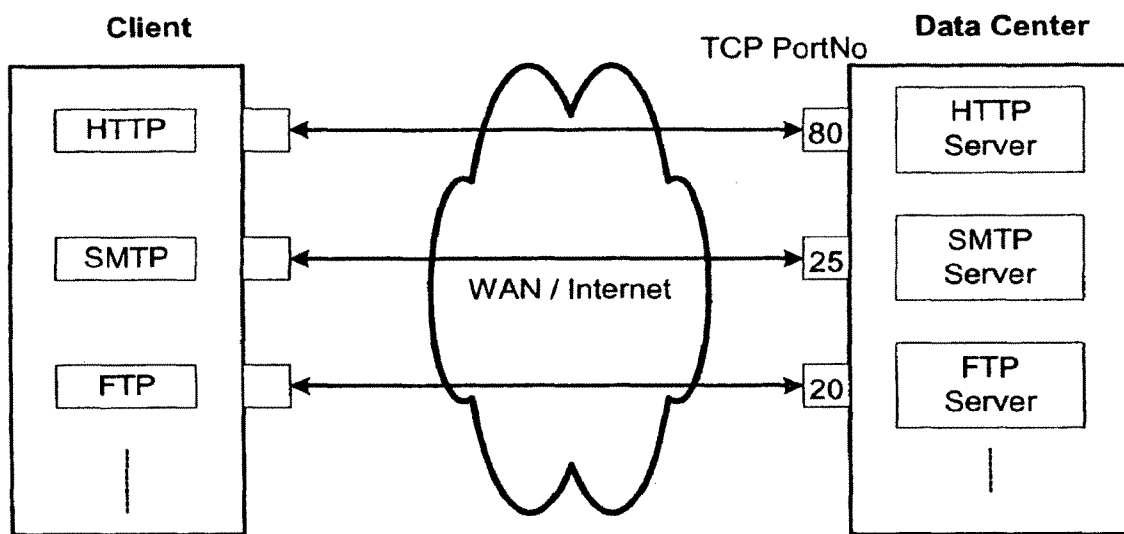 Client
Data Center
TCP PortNo
HTTP
80
HTTP
Server
SMTP
25
SMTP
Server
WAN / Internet
FTP
20
FTP
Server